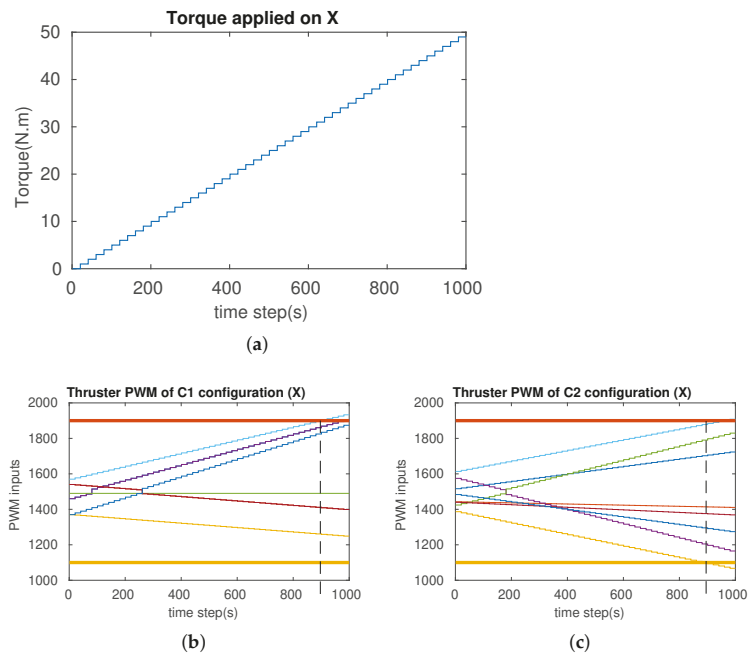 Torque applied on X
50
40
30
20
10
0
Torque(N.m)
0 200 400 600 800 1000
time step(s)
(a)
Thruster PWM of C1 configuration (X)
2000
1800
1600
1400
1200
1000
PWM inputs
0 200 400 600 800 1000
time step(s)
(b)
Thruster PWM of C2 configuration (X)
2000
1800
1600
1400
1200
1000
PWM inputs
0 200 400 600 800 1000
time step(s)
(c)